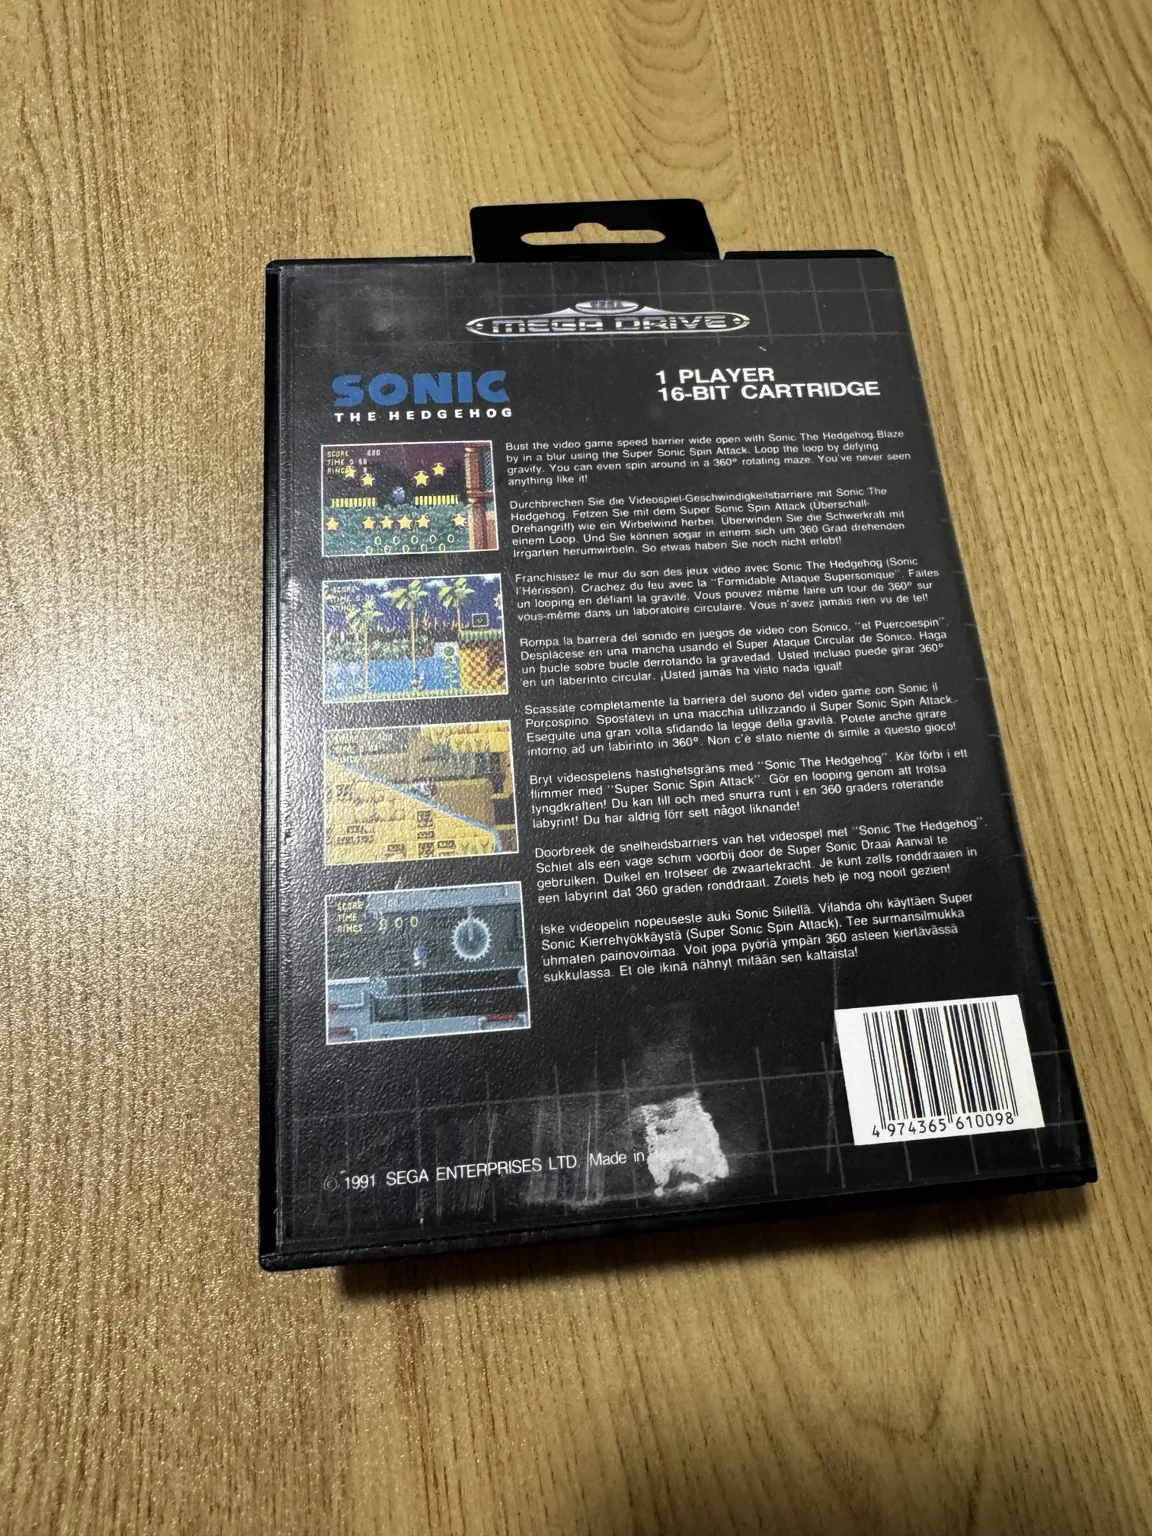 MEGA DRIVE
SONIC
THE HEDGEHOG
1 PLAYER
16-BIT CARTRIDGE
Bust the video game speed barrier wide open with Sonic The Hedgehog. Blaze
by in a blur using the Super Sonic Spin Attack. Loop the loop by defying
gravity. You can even spin around in a 360° rotating maze. You've never seen
anything like it!
Durchbrechen Sie die Videospiel-Geschwindigkeitsbarriere mit Sonic The
Hedgehog. Fetzen Sie mit dem Super Sonic Spin Attack (Überschall-
Drehangriff) wie ein Wirbelwind herbei. Überwinden Sie die Schwerkraft mit
einem Loop. Und Sie können sogar in einem sich um 360 Grad drehenden
Irrgarten herumwirbeln. So etwas haben Sie noch nicht erlebt!
Franchissez le mur du son des jeux vidéo avec Sonic The Hedgehog (Sonic
l'Hérisson). Crachez du feu avec la "Formidable Attaque Supersonique". Faites
un looping en défiant la gravité. Vous pouvez même faire un tour de 360° sur
vous-même dans un laboratoire circulaire. Vous n'avez jamais rien vu de tel!
Rompa la barrera del sonido en juegos de video con Sónico, "el Puercoespin".
Desplácese en una mancha usando el Super Ataque Circular de Sónico. Haga
un bucle sobre bucle derrotando la gravedad. Usted incluso puede girar 360°
en un laberinto circular. ¡Usted jamás ha visto nada igual!
Scassate completamente la barriera del suono del video game con Sonic il
Porcospino. Spostatevi in una macchia utilizzando il Super Sonic Spin Attack.
Eseguite una gran volta sfidando la legge della gravità. Potete anche girare
intorno ad un labirinto in 360°. Non c'è stato niente di simile a questo gioco!
Bryt videospelens hastighetsgräns med "Sonic The Hedgehog". Kör förbi i ett
flimmer med "Super Sonic Spin Attack". Gör en looping genom att trotsa
tyngdkraften! Du kan till och med snurra runt i en 360 graders roterande
labyrint! Du har aldrig förr sett något liknande!
Doorbreek de snelheidsbarriers van het videospel met "Sonic The Hedgehog".
Schiet als een vage schim voorbij door de Super Sonic Draai Aanval te
gebruiken. Duikel en trotseer de zwaartekracht. Je kunt zelfs ronddraaien in
een labyrint dat 360 graden ronddraait. Zoiets heb je nog nooit gezien!
Iske videopelin nopeuseste auki Sonic Siilellä. Vilahda ohi käyttäen Super
Sonic Kierrehyökkäystä (Super Sonic Spin Attack). Tee surmansilmukka
uhmaten painovoimaa. Voit jopa pyöriä ympäri 360 asteen kiertävässä
sukkulassa. Et ole ikinä nähnyt mitään sen kaltaista!
SCORE 680
TIME
RINGS
SCORE
TIME
RINGS
4 974365 610098
© 1991 SEGA ENTERPRISES LTD. Made in